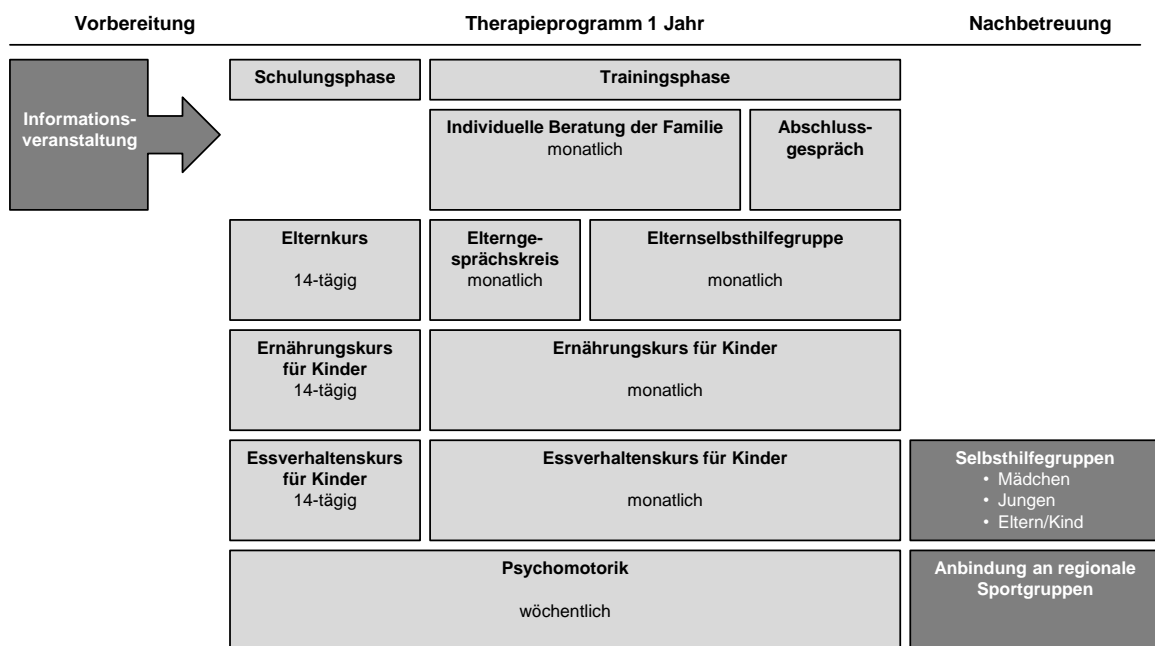 Vorbereitung
Therapieprogramm 1 Jahr
Nachbetreuung
Informations-
veranstaltung
Schulungsphase
Trainingsphase
Individuelle Beratung der Familie
monatlich
Abschluss-
gespräch
Elternkurs
14-tägig
Elternge-
sprächskreis
monatlich
Elternselbsthilfegruppe
monatlich
Ernährungskurs
für Kinder
14-tägig
Ernährungskurs für Kinder
monatlich
Essverhaltenskurs
für Kinder
14-tägig
Essverhaltenskurs für Kinder
monatlich
Selbsthilfegruppen
• Mädchen
• Jungen
• Eltern/Kind
Psychomotorik
wöchentlich
Anbindung an regionale
Sportgruppen